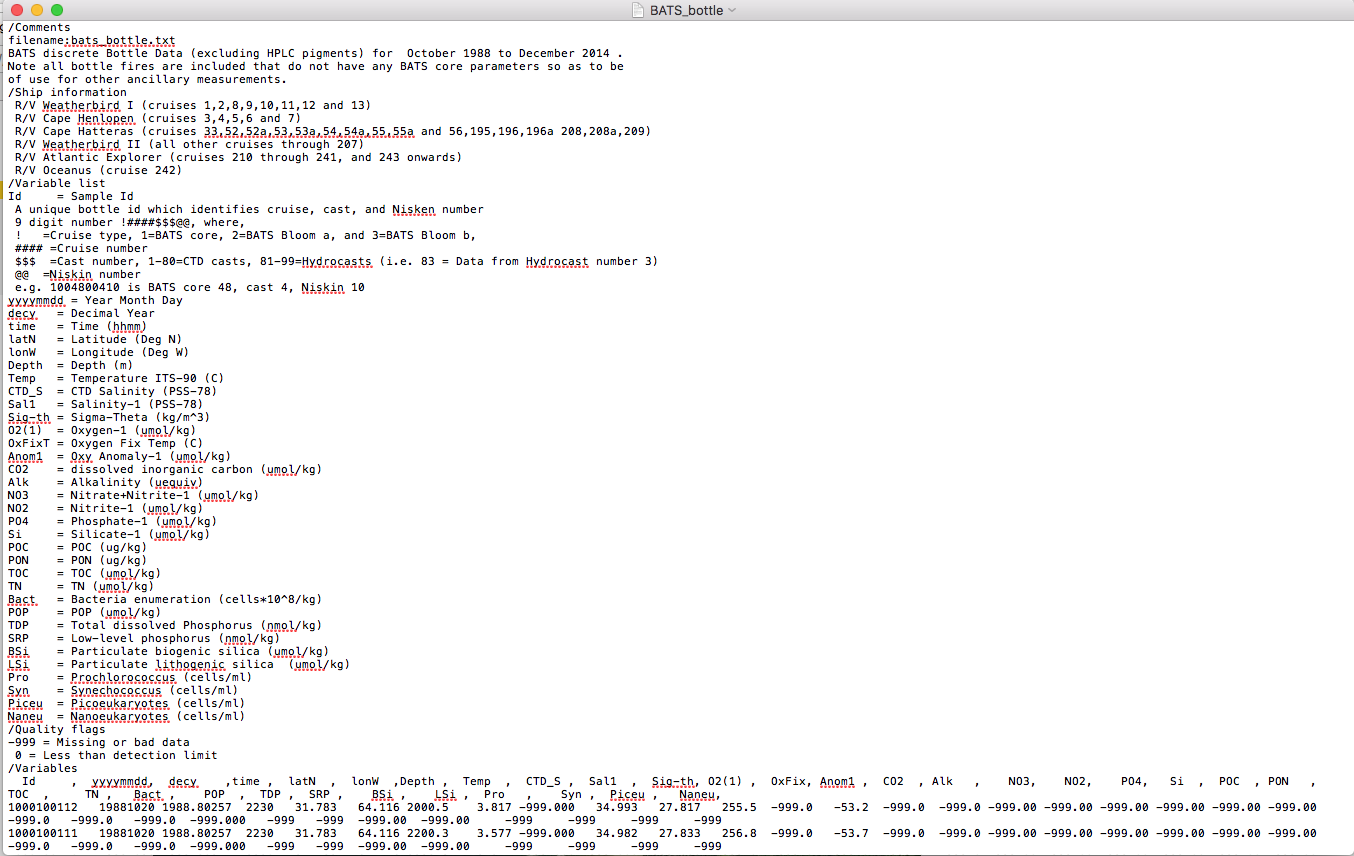 BATS_bottle
/Comments
filename:bats_bottle.txt
BATS discrete Bottle Data (excluding HPLC pigments) for  October 1988 to December 2014 .
Note all bottle fires are included that do not have any BATS core parameters so as to be
of use for other ancillary measurements.
/Ship information
 R/V Weatherbird I (cruises 1,2,8,9,10,11,12 and 13)
 R/V Cape Henlopen (cruises 3,4,5,6 and 7)
 R/V Cape Hatteras (cruises 33,52,52a,53,53a,54,54a,55,55a and 56,195,196,196a 208,208a,209)
 R/V Weatherbird II (all other cruises through 207)
 R/V Atlantic Explorer (cruises 210 through 241, and 243 onwards)
 R/V Oceanus (cruise 242)
/Variable list
Id     = Sample Id
 A unique bottle id which identifies cruise, cast, and Nisken number
 9 digit number !####$$$@@, where,
 !   =Cruise type, 1=BATS core, 2=BATS Bloom a, and 3=BATS Bloom b,
 #### =Cruise number
 $$$  =Cast number, 1-80=CTD casts, 81-99=Hydrocasts (i.e. 83 = Data from Hydrocast number 3)
 @@  =Niskin number
 e.g. 1004800410 is BATS core 48, cast 4, Niskin 10
yyyymmdd = Year Month Day
decy   = Decimal Year
time   = Time (hhmm)
latN   = Latitude (Deg N)
lonW   = Longitude (Deg W)
Depth  = Depth (m)
Temp   = Temperature ITS-90 (C)
CTD_S  = CTD Salinity (PSS-78)
Sal1   = Salinity-1 (PSS-78)
Sig-th = Sigma-Theta (kg/m^3)
O2(1)  = Oxygen-1 (umol/kg)
OxFixT = Oxygen Fix Temp (C)
Anom1  = Oxy Anomaly-1 (umol/kg)
CO2    = dissolved inorganic carbon (umol/kg)
Alk    = Alkalinity (uequiv)
NO3    = Nitrate+Nitrite-1 (umol/kg)
NO2    = Nitrite-1 (umol/kg)
PO4    = Phosphate-1 (umol/kg)
Si     = Silicate-1 (umol/kg)
POC    = POC (ug/kg)
PON    = PON (ug/kg)
TOC    = TOC (umol/kg)
TN     = TN (umol/kg)
Bact   = Bacteria enumeration (cells*10^8/kg)
POP    = POP (umol/kg)
TDP    = Total dissolved Phosphorus (nmol/kg)
SRP    = Low-level phosphorus (nmol/kg)
BSi    = Particulate biogenic silica (umol/kg)
LSi    = Particulate lithogenic silica  (umol/kg)
Pro    = Prochlorococcus (cells/ml)
Syn    = Synechococcus (cells/ml)
Piceu  = Picoeukaryotes (cells/ml)
Naneu  = Nanoeukaryotes (cells/ml)
/Quality flags
-999 = Missing or bad data
 0 = Less than detection limit
/Variables
  Id     ,  yyyymmdd,  decy    ,time ,  latN  ,  lonW  ,Depth ,  Temp  ,  CTD_S ,  Sal1  ,  Sig-th, O2(1) ,  OxFix, Anom1 ,  CO2  , Alk   ,    NO3,    NO2,    PO4,   Si  ,  POC  , PON   ,
TOC  ,     TN ,   Bact ,    POP  ,   TDP ,  SRP ,    BSi ,     LSi ,   Pro   ,    Syn ,  Piceu ,   Naneu,
1000100112  19881020 1988.80257  2230   31.783   64.116 2000.5    3.817 -999.000   34.993   27.817   255.5  -999.0   -53.2  -999.0   -999.0 -999.00 -999.00 -999.00 -999.00 -999.00 -999.00
-999.0   -999.0   -999.0  -999.000   -999   -999  -999.00  -999.00     -999     -999     -999     -999
1000100111  19881020 1988.80257  2230   31.783   64.116 2200.3    3.577 -999.000   34.982   27.833   256.8  -999.0   -53.7  -999.0   -999.0 -999.00 -999.00 -999.00 -999.00 -999.00 -999.00
-999.0   -999.0   -999.0  -999.000   -999   -999  -999.00  -999.00     -999     -999     -999     -999